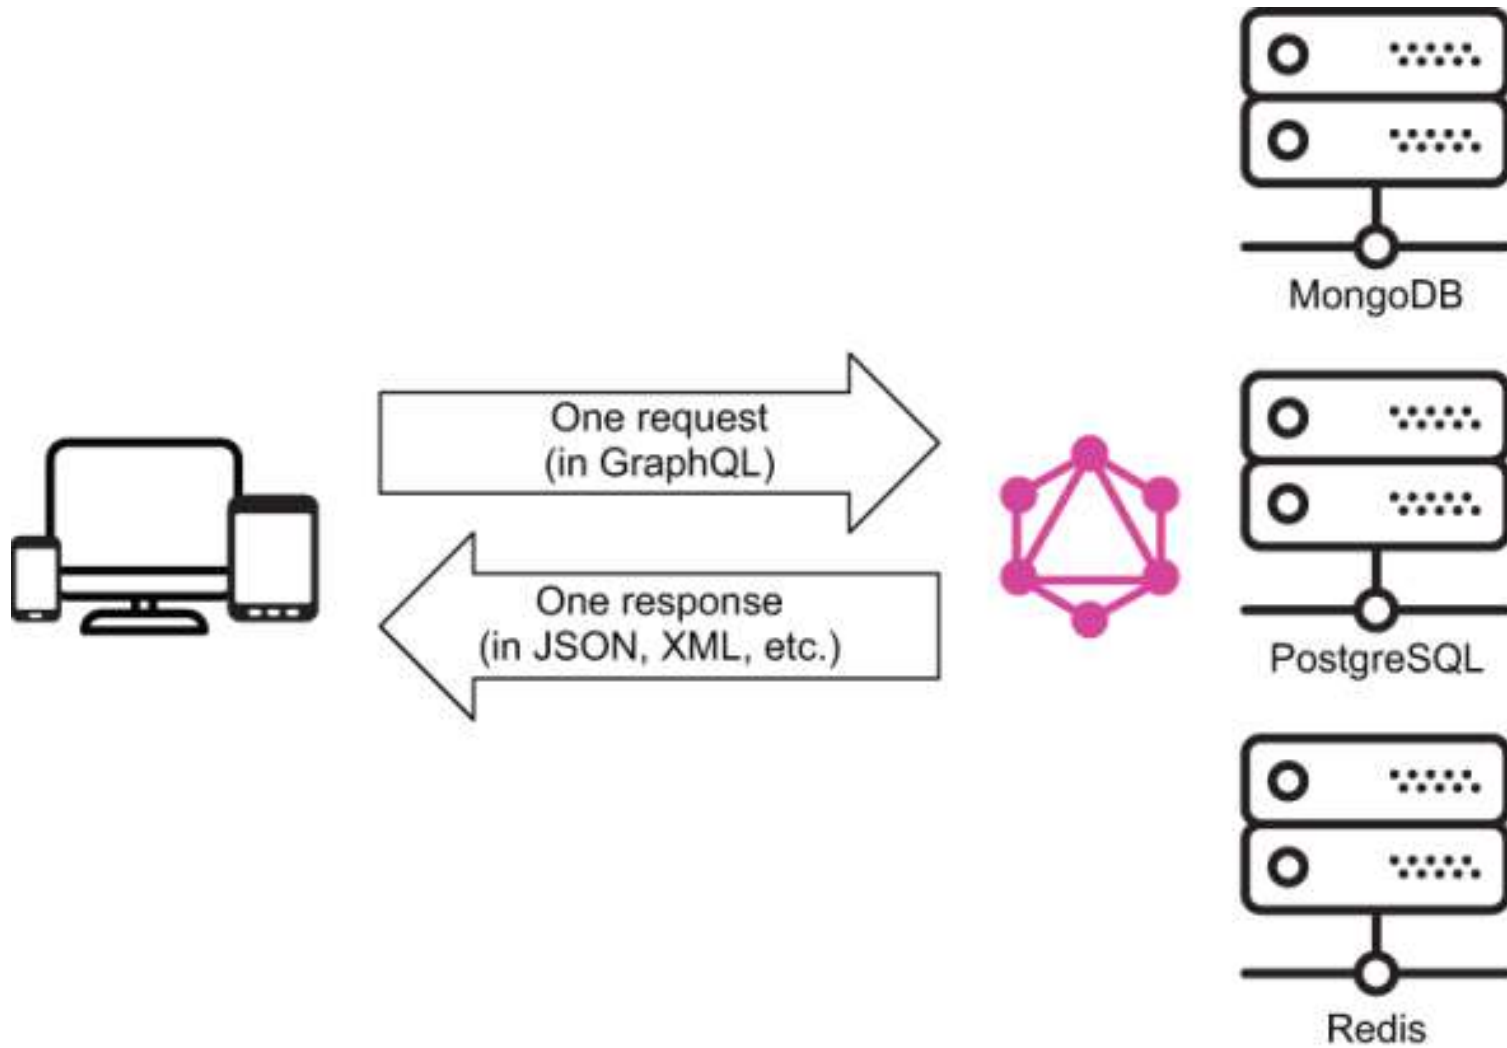 MongoDB
One request
(in GraphQL)
One response
(in JSON, XML, etc.)
PostgreSQL
Redis